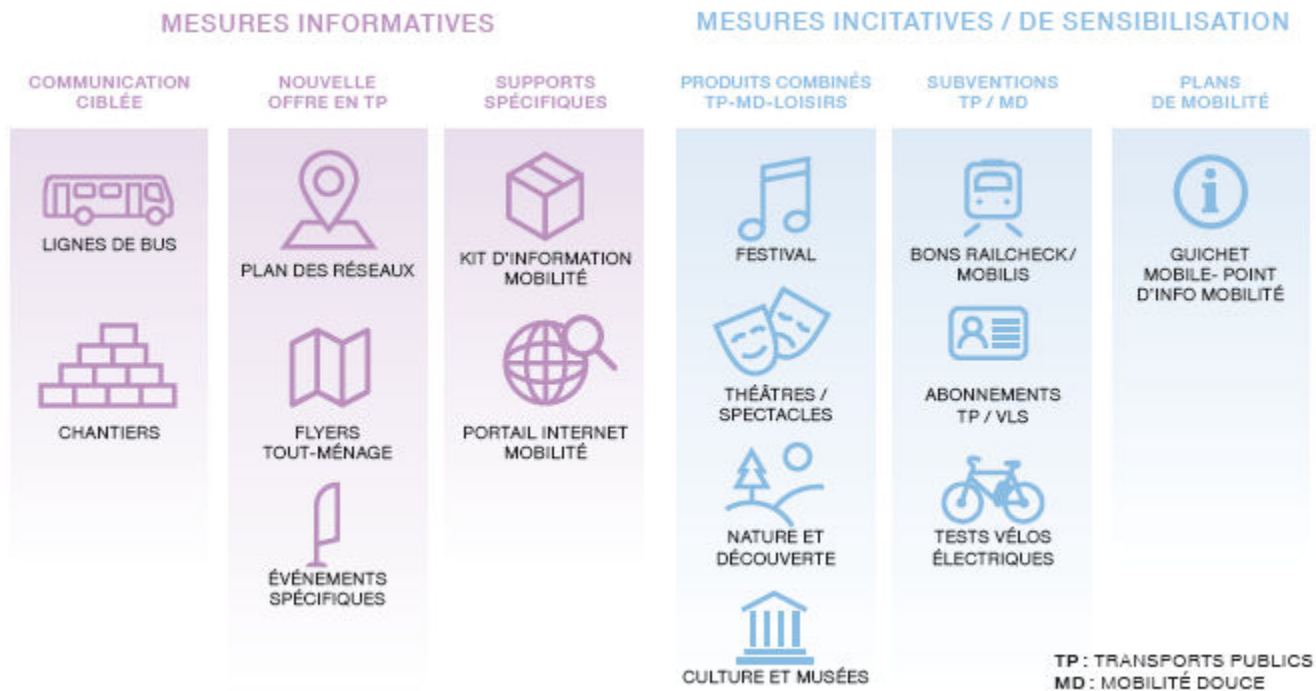 MESURES INFORMATIVES
COMMUNICATION
CIBLÉE
LIGNES DE BUS
CHANTIERS
NOUVELLE
OFFRE EN TP
PLAN DES RÉSEAUX
FLYERS
TOUT-MÉNAGE
ÉVÉNEMENTS
SPÉCIFIQUES
SUPPORTS
SPÉCIFIQUES
KIT D'INFORMATION
MOBILITÉ
PORTAIL INTERNET
MOBILITÉ
MESURES INCITATIVES / DE SENSIBILISATION
PRODUITS COMBINÉS
TP-MD-LOISIRS
FESTIVAL
THÉÂTRES /
SPECTACLES
NATURE ET
DÉCOUVERTE
CULTURE ET MUSÉES
SUBVENTIONS
TP / MD
BONS RAILCHECK/
MOBILIS
ABONNEMENTS
TP / VLS
TESTS VÉLOS
ÉLECTRIQUES
PLANS
DE MOBILITÉ
GUICHET
MOBILE- POINT
D'INFO MOBILITÉ
TP : TRANSPORTS PUBLICS
MD : MOBILITÉ DOUCE